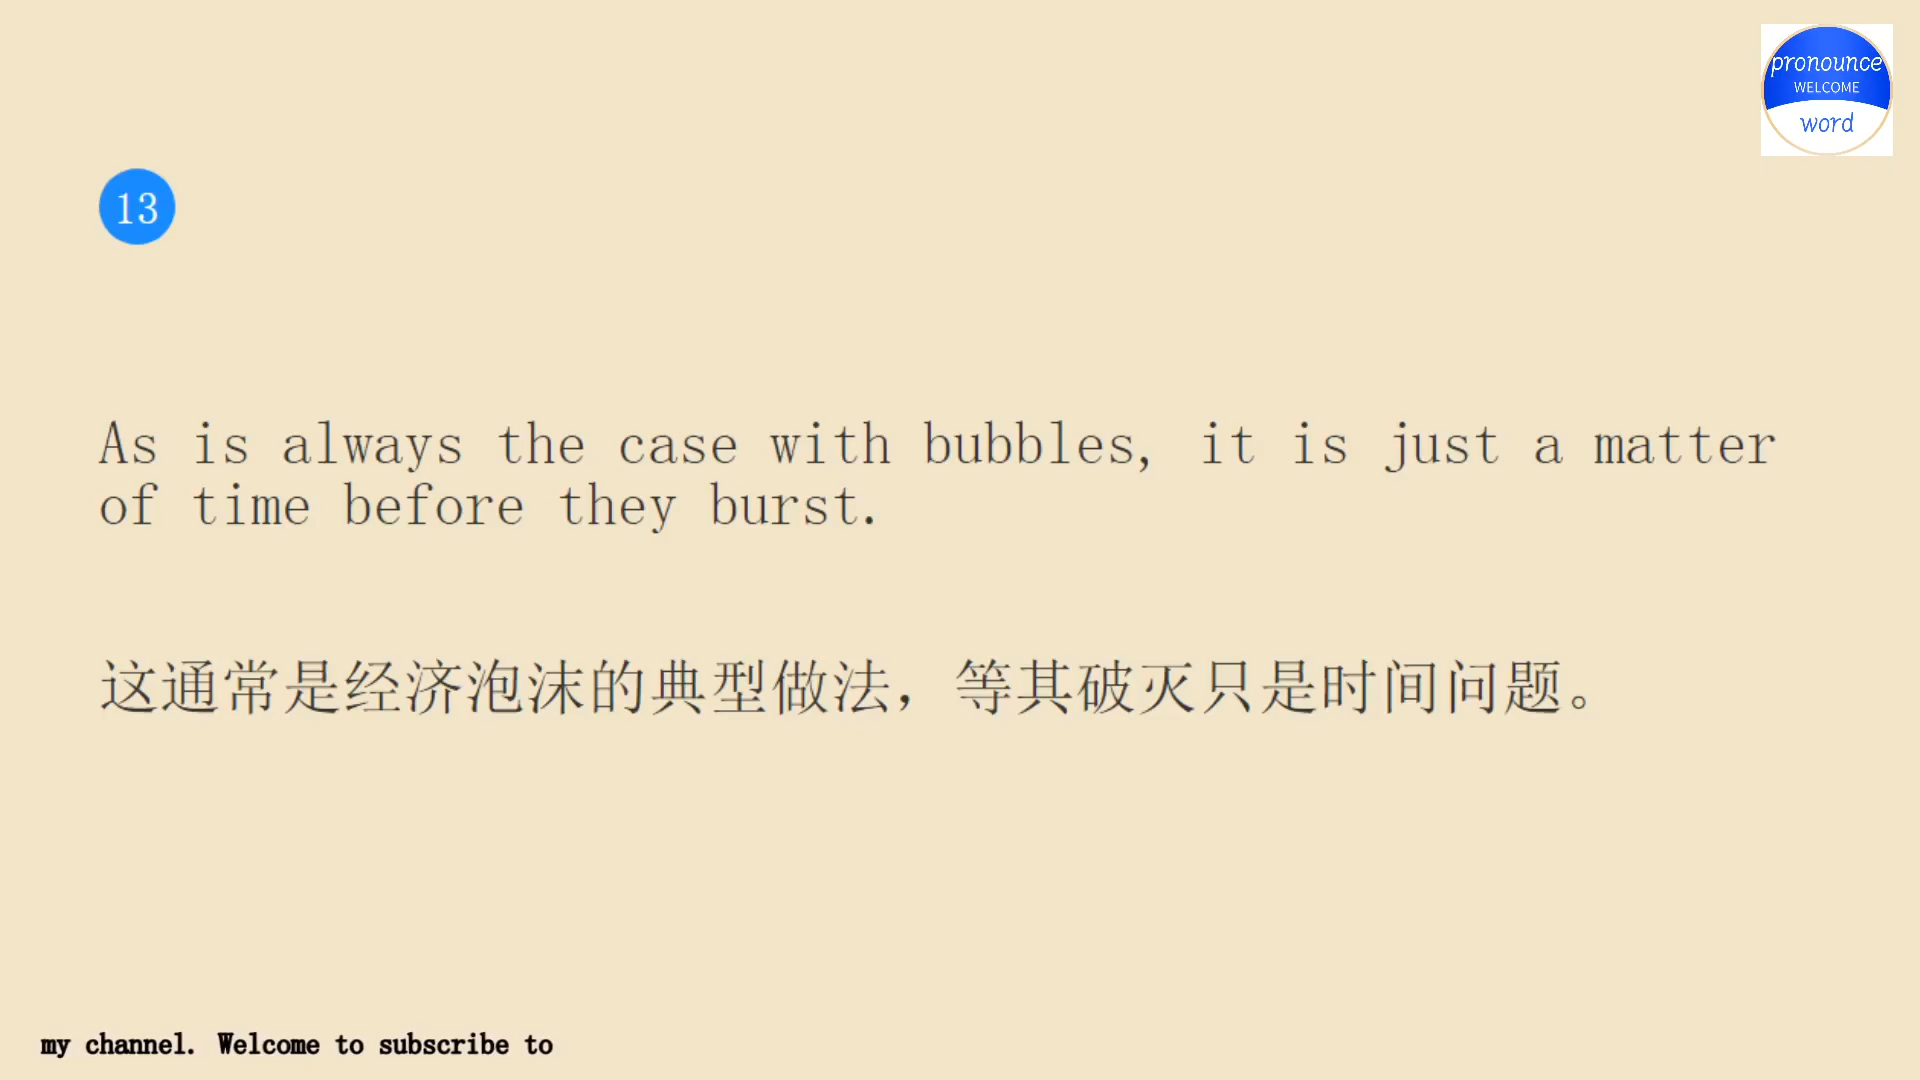 pronounce
WELCOME
word
13
As is always the case with bubbles, it is just a matter
of time before they burst.
这通常是经济泡沫的典型做法，等其破灭只是时间问题。
my channel. Welcome to subscribe to